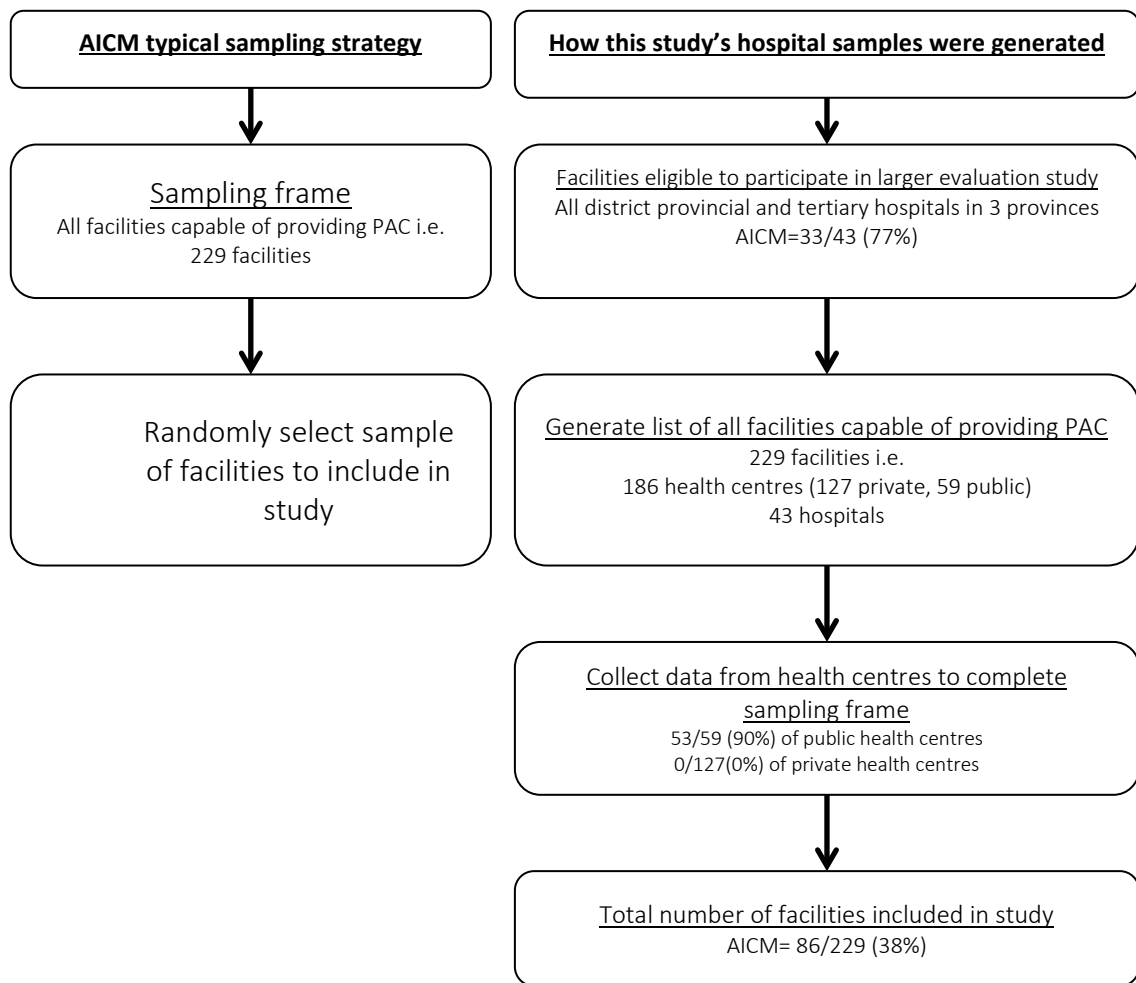 AICM typical sampling strategy
Sampling frame
All facilities capable of providing PAC i.e.
229 facilities
Randomly select sample
of facilities to include in
study
How this study's hospital samples were generated
Facilities eligible to participate in larger evaluation study
All district provincial and tertiary hospitals in 3 provinces
AICM=33/43 (77%)
Generate list of all facilities capable of providing PAC
229 facilities i.e.
186 health centres (127 private, 59 public)
43 hospitals
Collect data from health centres to complete
sampling frame
53/59 (90%) of public health centres
0/127(0%) of private health centres
Total number of facilities included in study
AICM= 86/229 (38%)